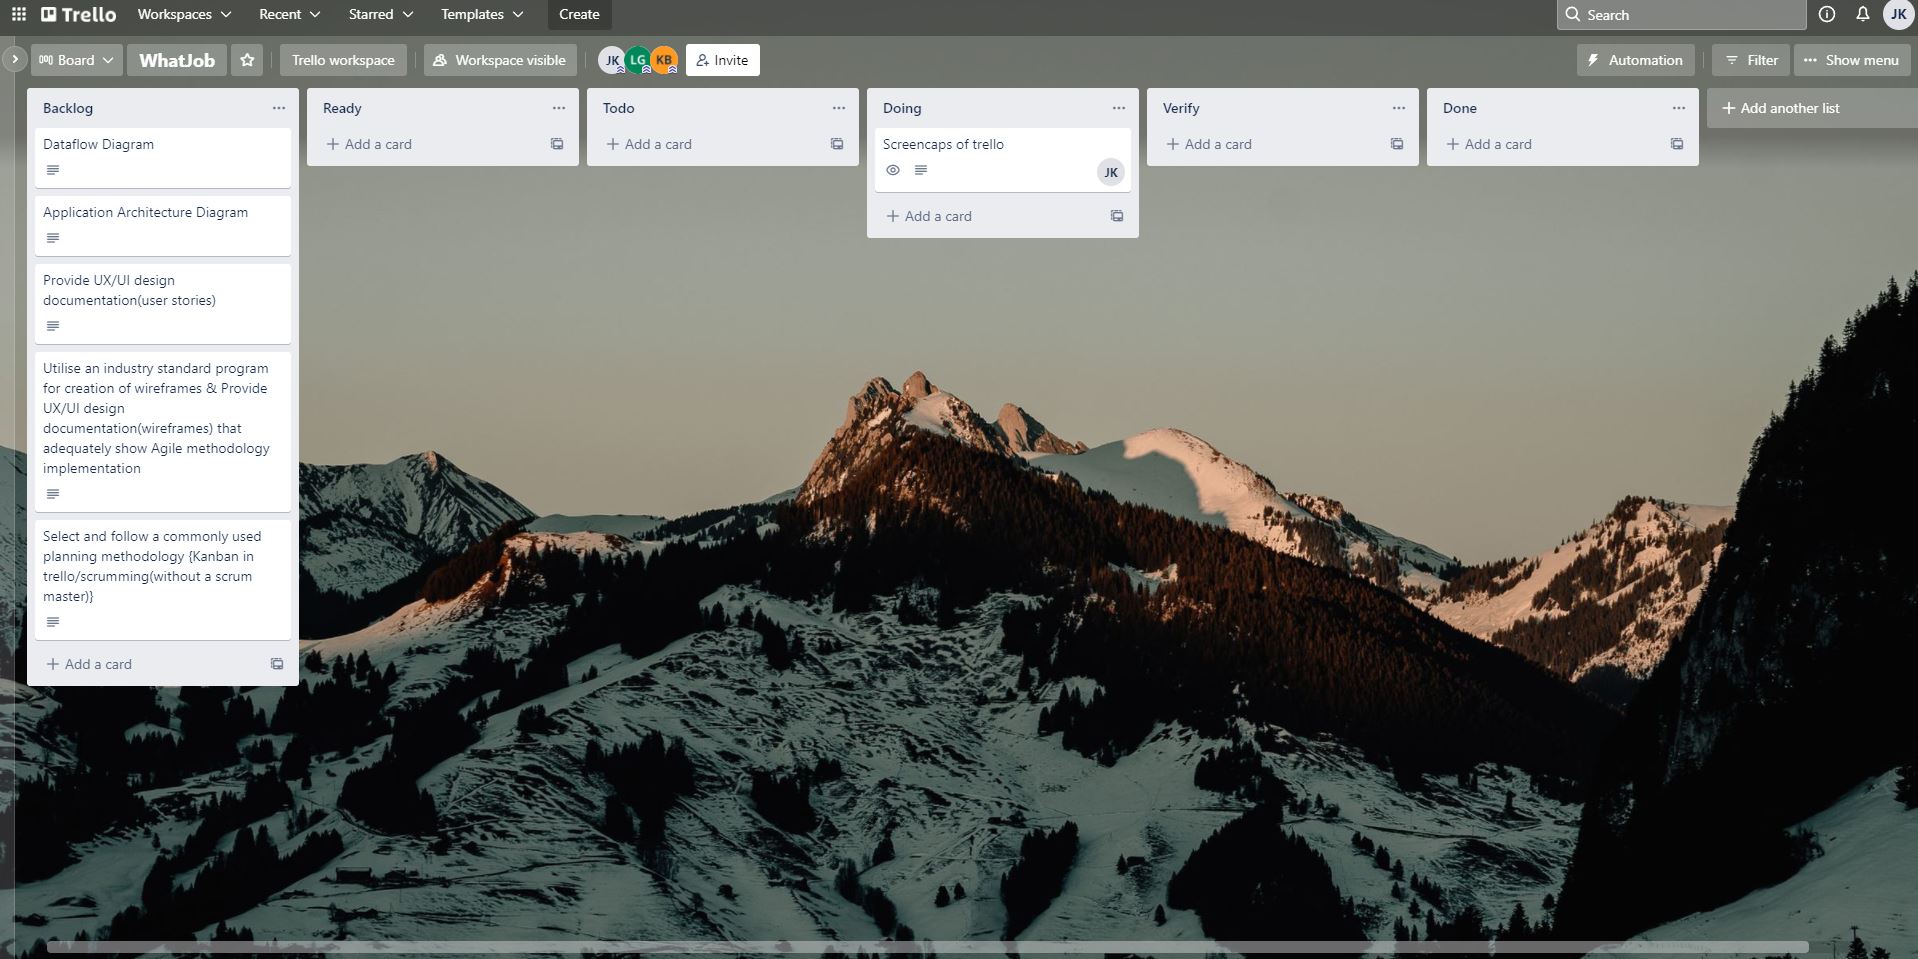 Trello
Workspaces
Recent
Starred
Templates
Create
Search
JK
Board
WhatJob
Trello workspace
Workspace visible
JK
LG
KB
Invite
Automation
Filter
Show menu
Backlog
Dataflow Diagram
Application Architecture Diagram
Provide UX/UI design
documentation(user stories)
Utilise an industry standard program
for creation of wireframes & Provide
UX/UI design
documentation(wireframes) that
adequately show Agile methodology
implementation
Select and follow a commonly used
planning methodology {Kanban in
trello/scrumming(without a scrum
master)}
Add a card
Ready
Add a card
Todo
Add a card
Doing
Screencaps of trello
JK
Add a card
Verify
Add a card
Done
Add a card
Add another list